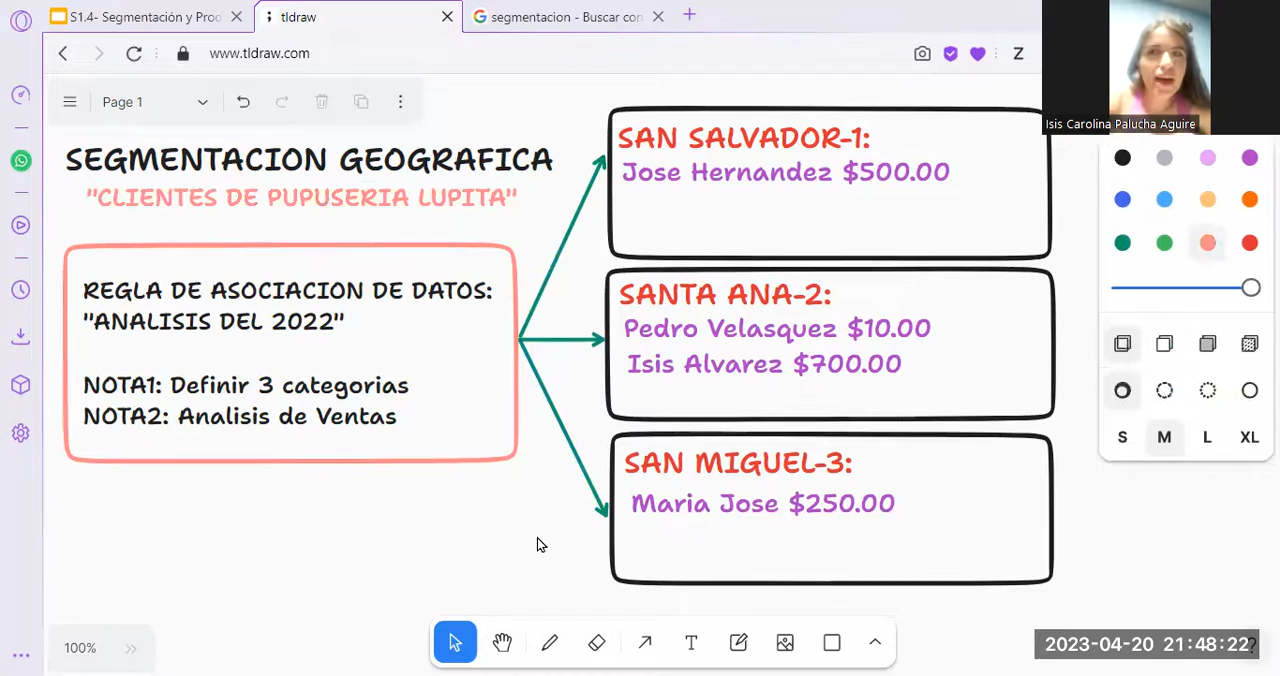 S1.4- Segmentación y Prod
tldraw
segmentacion - Buscar con
www.tldraw.com
Z
Isis Carolina Palucha Aguire
Page 1
SEGMENTACION GEOGRAFICA
"CLIENTES DE PUPUSERIA LUPITA"
REGLA DE ASOCIACION DE DATOS:
"ANALISIS DEL 2022"
NOTA1: Definir 3 categorias
NOTA2: Analisis de Ventas
SAN SALVADOR-1:
Jose Hernandez $500.00
SANTA ANA-2:
Pedro Velasquez $10.00
Isis Alvarez $700.00
SAN MIGUEL-3:
Maria Jose $250.00
S M L XL
100%
2023-04-20 21:48:22
?